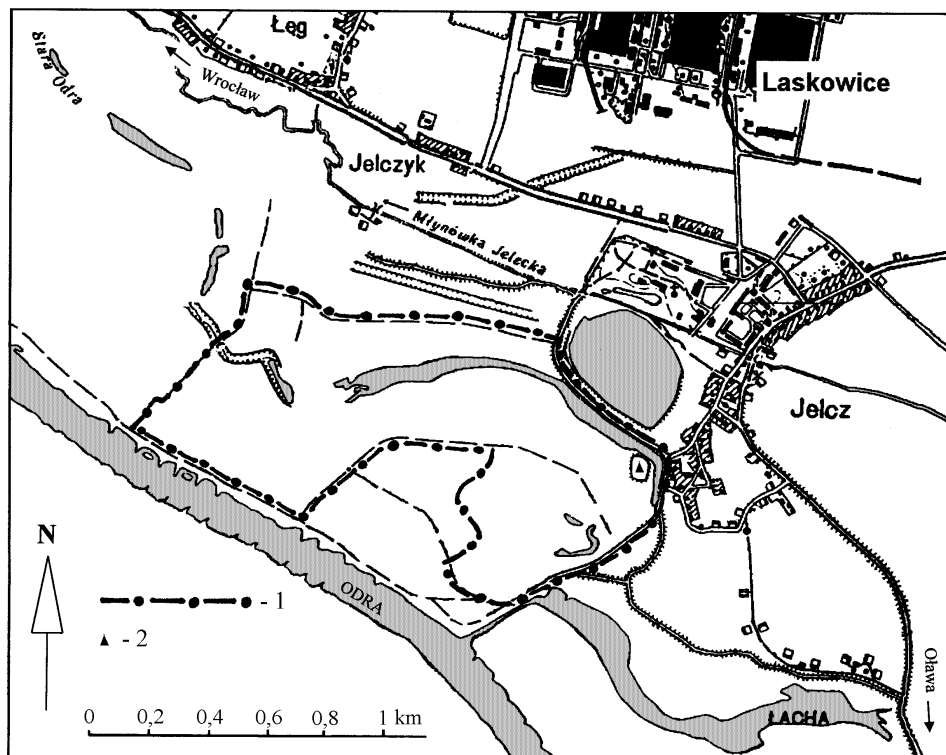 Łęg
Stara Odra
Wrocław
Laskowice
Jelczyk
Młynówka Jelecka
Jelcz
N
ODRA
- 1
- 2
Oława
ŁACHA
0 0,2 0,4 0,6 0,8 1 km